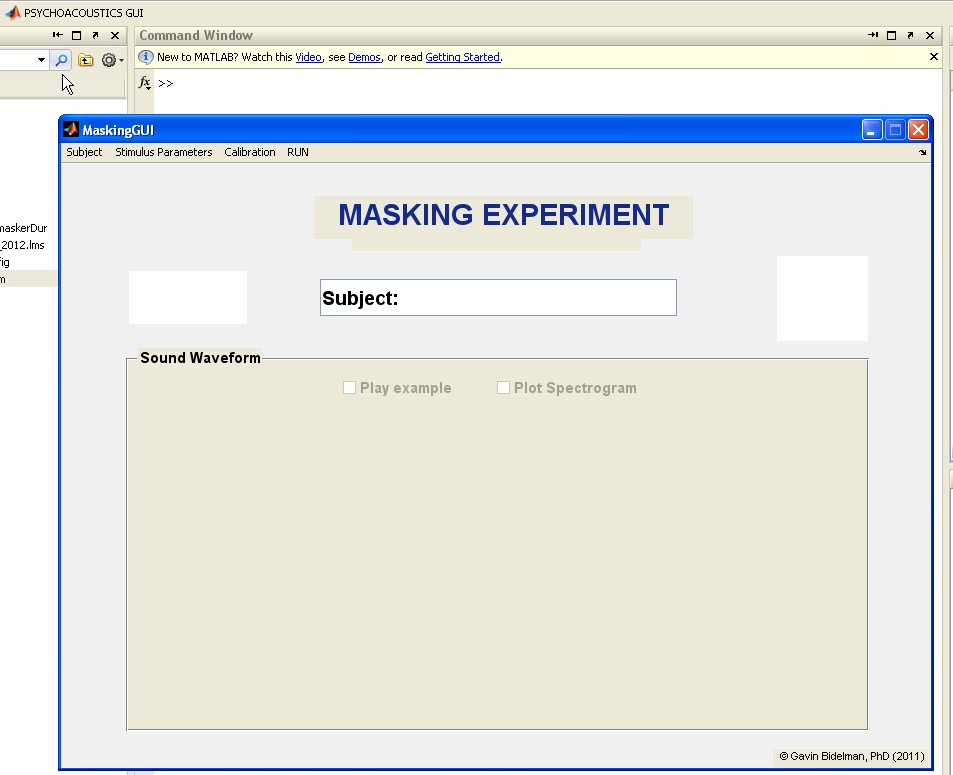 PSYCHOACOUSTICS GUI
Command Window
New to MATLAB? Watch this Video, see Demos, or read Getting Started.
fx >>
MaskingGUI
Subject Stimulus Parameters Calibration RUN
MASKING EXPERIMENT
maskerDur
_2012.lms
fig
m
Subject:
Sound Waveform
Play example Plot Spectrogram
© Gavin Bidelman, PhD (2011)